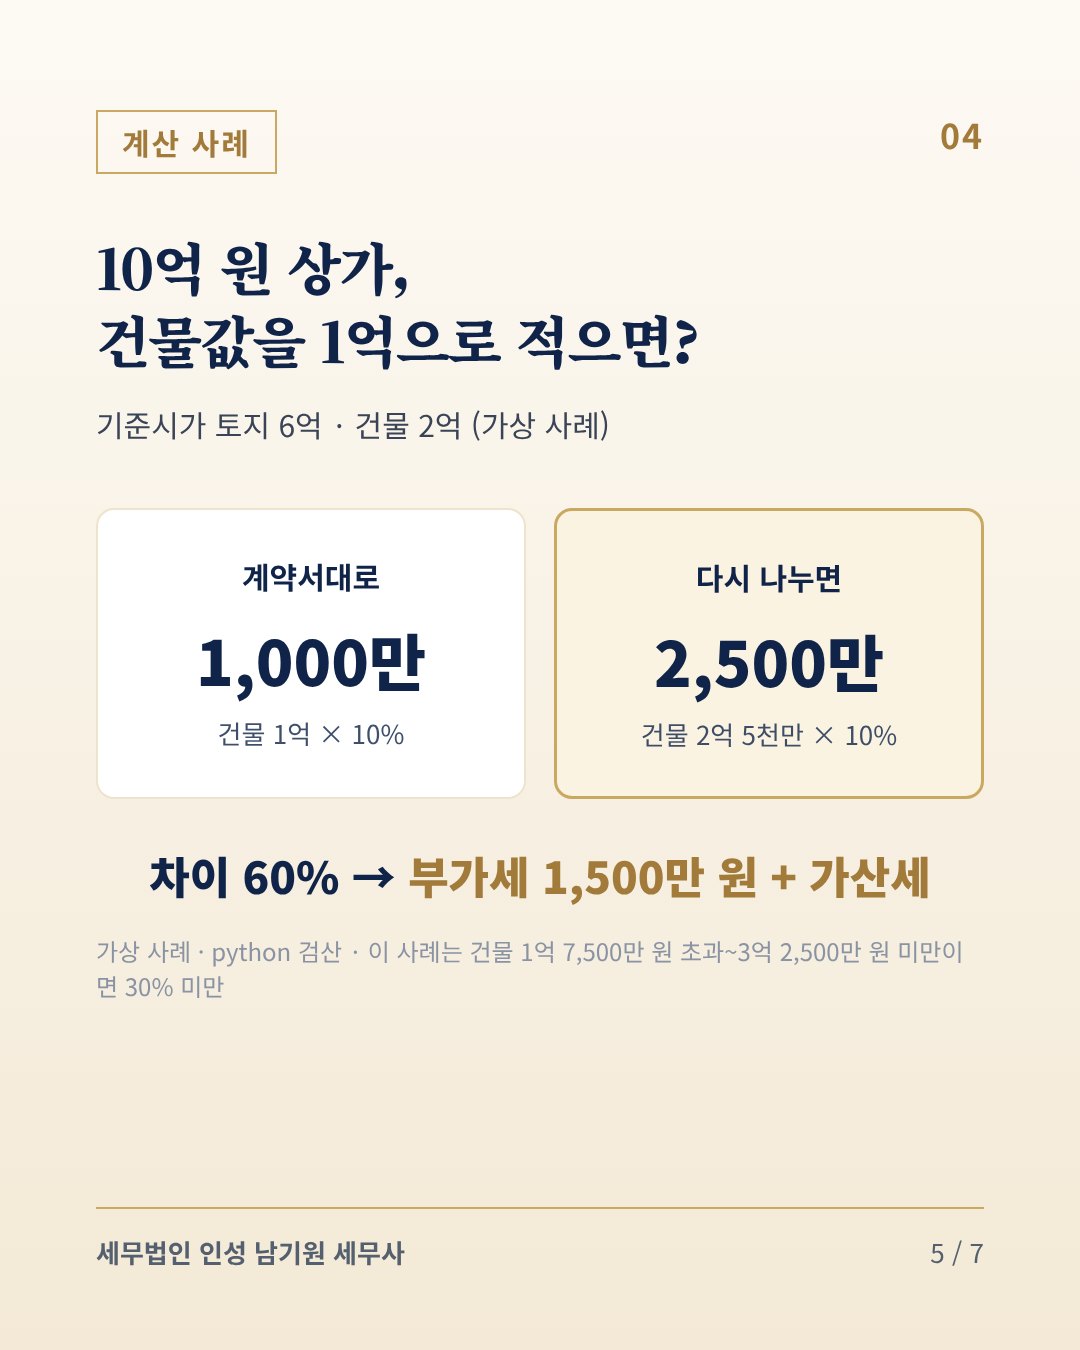 계산 사례
04
10억 원 상가,
건물값을 1억으로 적으면?
기준시가 토지 6억 · 건물 2억 (가상 사례)
계약서대로
1,000만
건물 1억 × 10%
다시 나누면
2,500만
건물 2억 5천만 × 10%
차이 60% → 부가세 1,500만 원 + 가산세
가상 사례 · python 검산 · 이 사례는 건물 1억 7,500만 원 초과~3억 2,500만 원 미만이
면 30% 미만
세무법인 인성 남기원 세무사
5 / 7